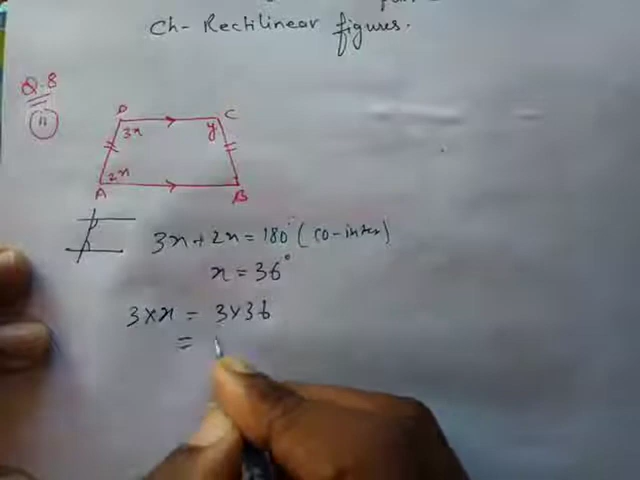 Ch- Rectilinear figures.
Q.8
(ii)
D C
3x y
2x
A B
3x + 2x = 180° (co-inter)
x = 36°
3 × x = 3 × 36
=